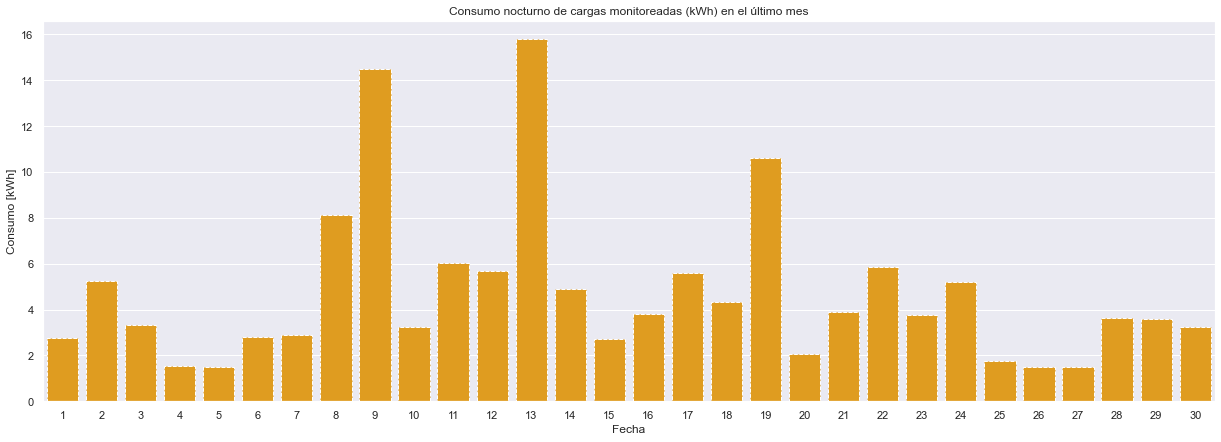 Consumo nocturno de cargas monitoreadas (kWh) en el último mes
16
14
12
10
8
6
4
2
0
Consumo [kWh]
1 2 3 4 5 6 7 8 9 10 11 12 13 14 15 16 17 18 19 20 21 22 23 24 25 26 27 28 29 30
Fecha